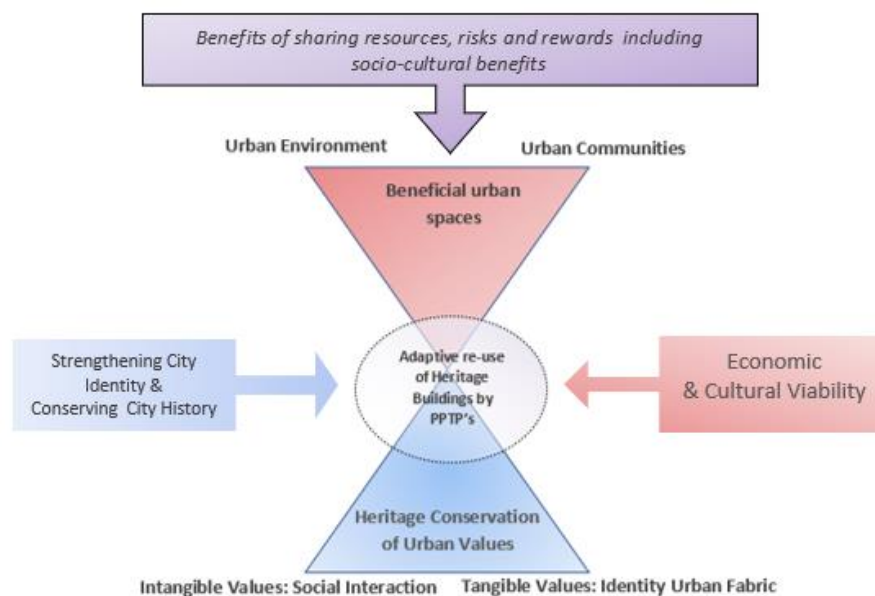 Benefits of sharing resources, risks and rewards including
socio-cultural benefits
Urban Environment
Urban Communities
Beneficial urban
spaces
Strengthening City
Identity &
Conserving City History
Adaptive re-use
of Heritage
Buildings by
PPTP's
Economic
& Cultural Viability
Heritage Conservation
of Urban Values
Intangible Values: Social Interaction
Tangible Values: Identity Urban Fabric